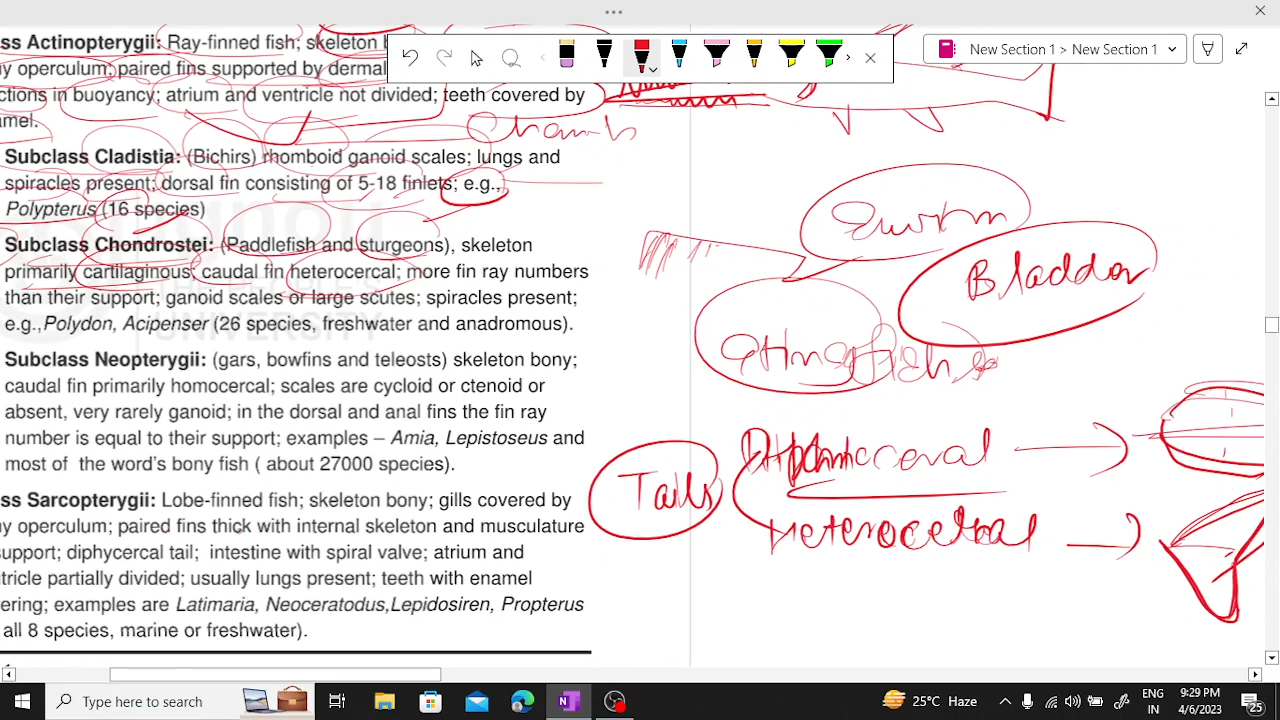 New Section 1 > New Section 1
ss Actinopterygii: Ray-finned fish; skeleton b
ny operculum; paired fins supported by dermal
ctions in buoyancy; atrium and ventricle not divided; teeth covered by
amel.
Subclass Cladistia: (Bichirs) rhomboid ganoid scales; lungs and
spiracles present; dorsal fin consisting of 5-18 finlets; e.g.,
Polypterus (16 species)
Subclass Chondrostei: (Paddlefish and sturgeons), skeleton
primarily cartilaginous; caudal fin heterocercal; more fin ray numbers
than their support; ganoid scales or large scutes; spiracles present;
e.g.,Polydon, Acipenser (26 species, freshwater and anadromous).
THE PEOPLE'S
UNIVERSITY
Subclass Neopterygii: (gars, bowfins and teleosts) skeleton bony;
caudal fin primarily homocercal; scales are cycloid or ctenoid or
absent, very rarely ganoid; in the dorsal and anal fins the fin ray
number is equal to their support; examples – Amia, Lepistoseus and
most of the word's bony fish ( about 27000 species).
ss Sarcopterygii: Lobe-finned fish; skeleton bony; gills covered by
ny operculum; paired fins thick with internal skeleton and musculature
support; diphycercal tail; intestine with spiral valve; atrium and
tricle partially divided; usually lungs present; teeth with enamel
ering; examples are Latimaria, Neoceratodus,Lepidosiren, Propterus
all 8 species, marine or freshwater).
Bladder
Tails
Type here to search
25°C Haze
ENG
IN
9:29 PM
4/6/2023
25